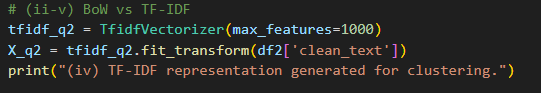 # (ii-v) BoW vs TF-IDF
tfidf_q2 = TfidfVectorizer(max_features=1000)
X_q2 = tfidf_q2.fit_transform(df2['clean_text'])
print("(iv) TF-IDF representation generated for clustering.")